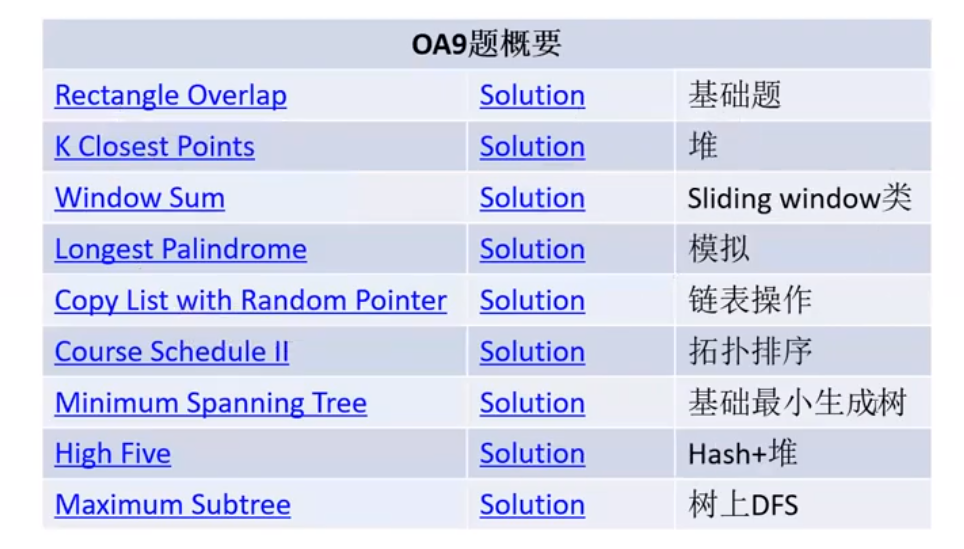 OA9题概要
Rectangle Overlap Solution 基础题
K Closest Points Solution 堆
Window Sum Solution Sliding window类
Longest Palindrome Solution 模拟
Copy List with Random Pointer Solution 链表操作
Course Schedule II Solution 拓扑排序
Minimum Spanning Tree Solution 基础最小生成树
High Five Solution Hash+堆
Maximum Subtree Solution 树上DFS